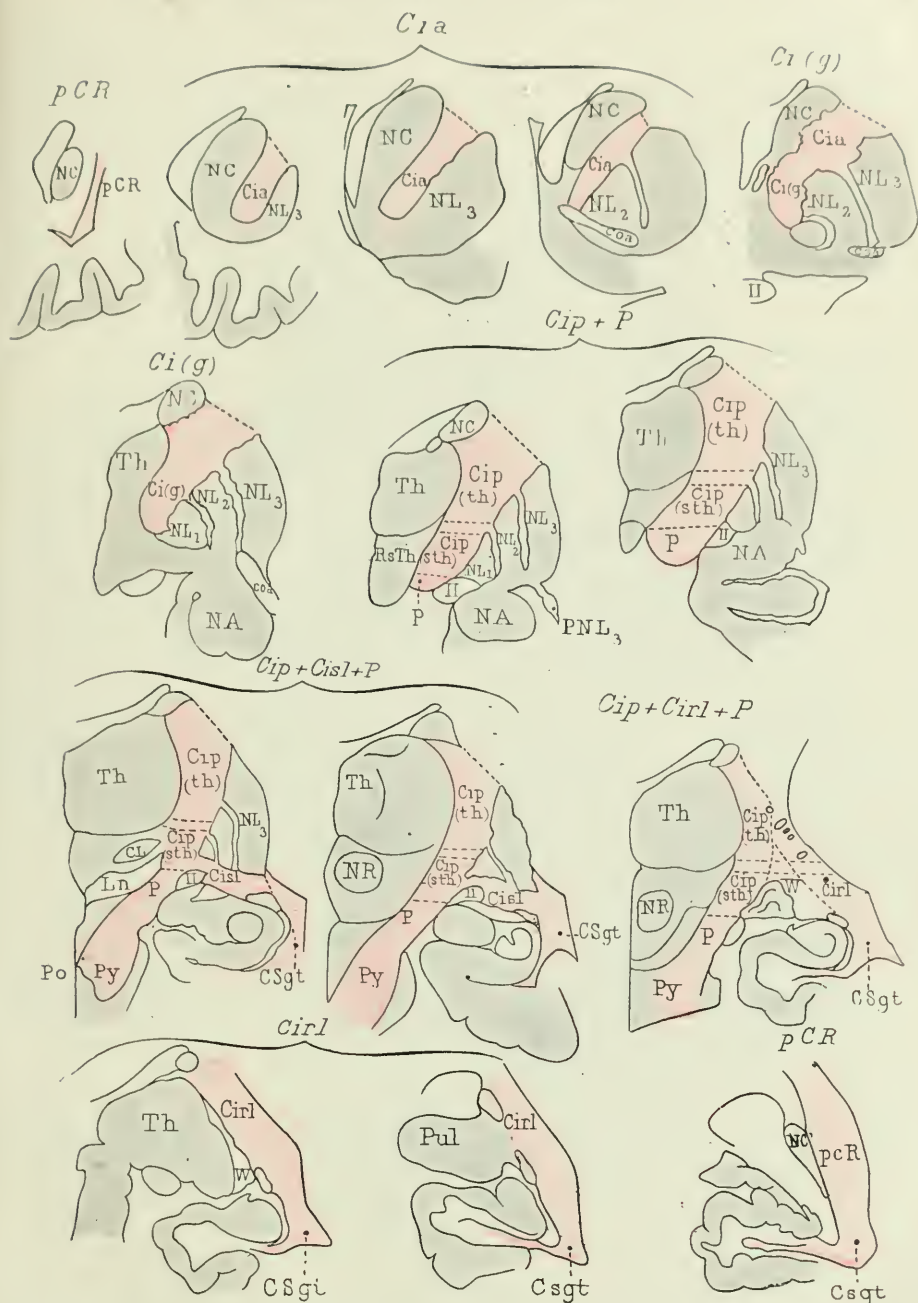 Cia
pCR
Ci(g)
NC
pCR
NC
Cia
NL3
NC
Cia
NL3
NC
Cia
NL2
coa
NC
Cia
Ci(g
NL2
NL3
coa
II
Ci(g)
Cip + P
NC
Th
Ci(g)
NL2
NL3
NL1
coa
NA
NC
Th
Cip
(th)
RsTh
Cip
(sth)
NL1
NL2
NL3
II
P
NA
PNL3
Th
Cip
(th)
NL3
Cip
(sth)
P
II
NA
Cip+Cisl+P
Cip+Cirl+P
Th
Cip
(th)
NL3
CL
Cip
(sth)
Ln
P
II
Cisl
Po
Py
CSgt
Th
Cip
(th)
NR
Cip
(sth)
II
Cisl
P
CSgt
Py
Th
Cip
(th)
NR
Cip
(sth)
W
Cirl
P
Py
CSgt
Cirl
pCR
Th
Cirl
W
CSgi
Pul
Cirl
Csgt
NC
pcR
Csgt